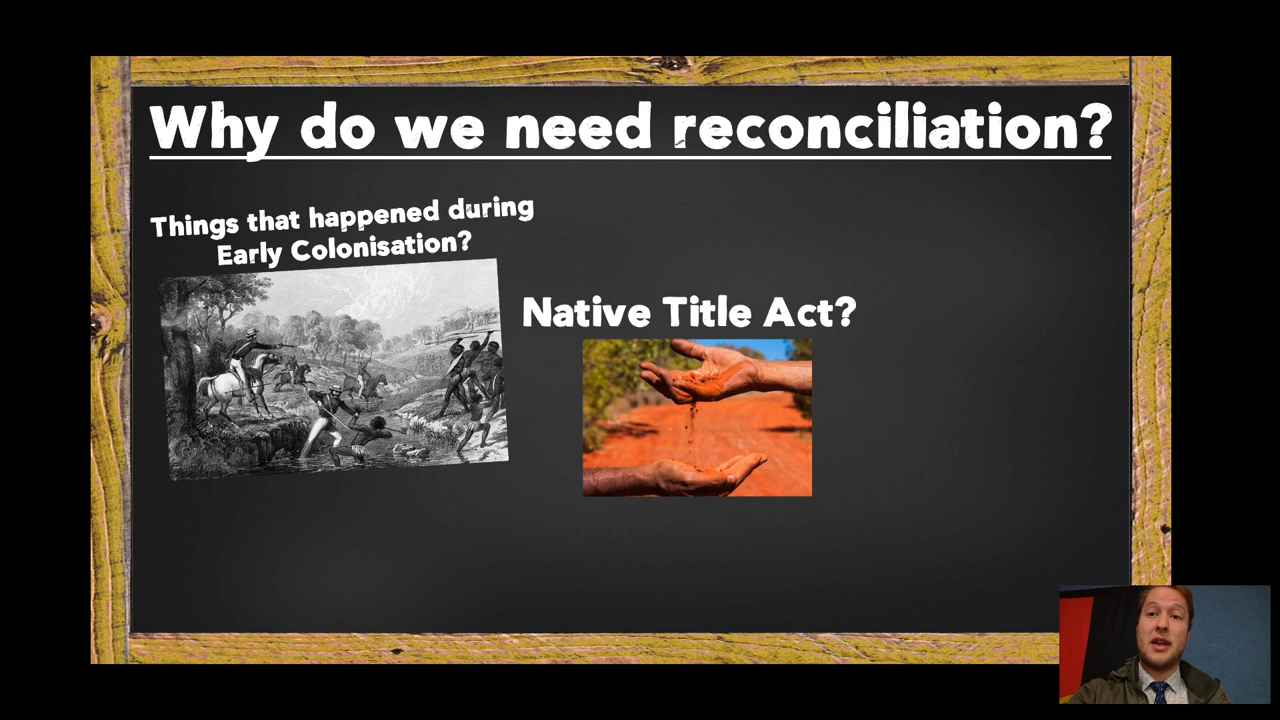 Why do we need reconciliation?
Things that happened during
Early Colonisation?
Native Title Act?